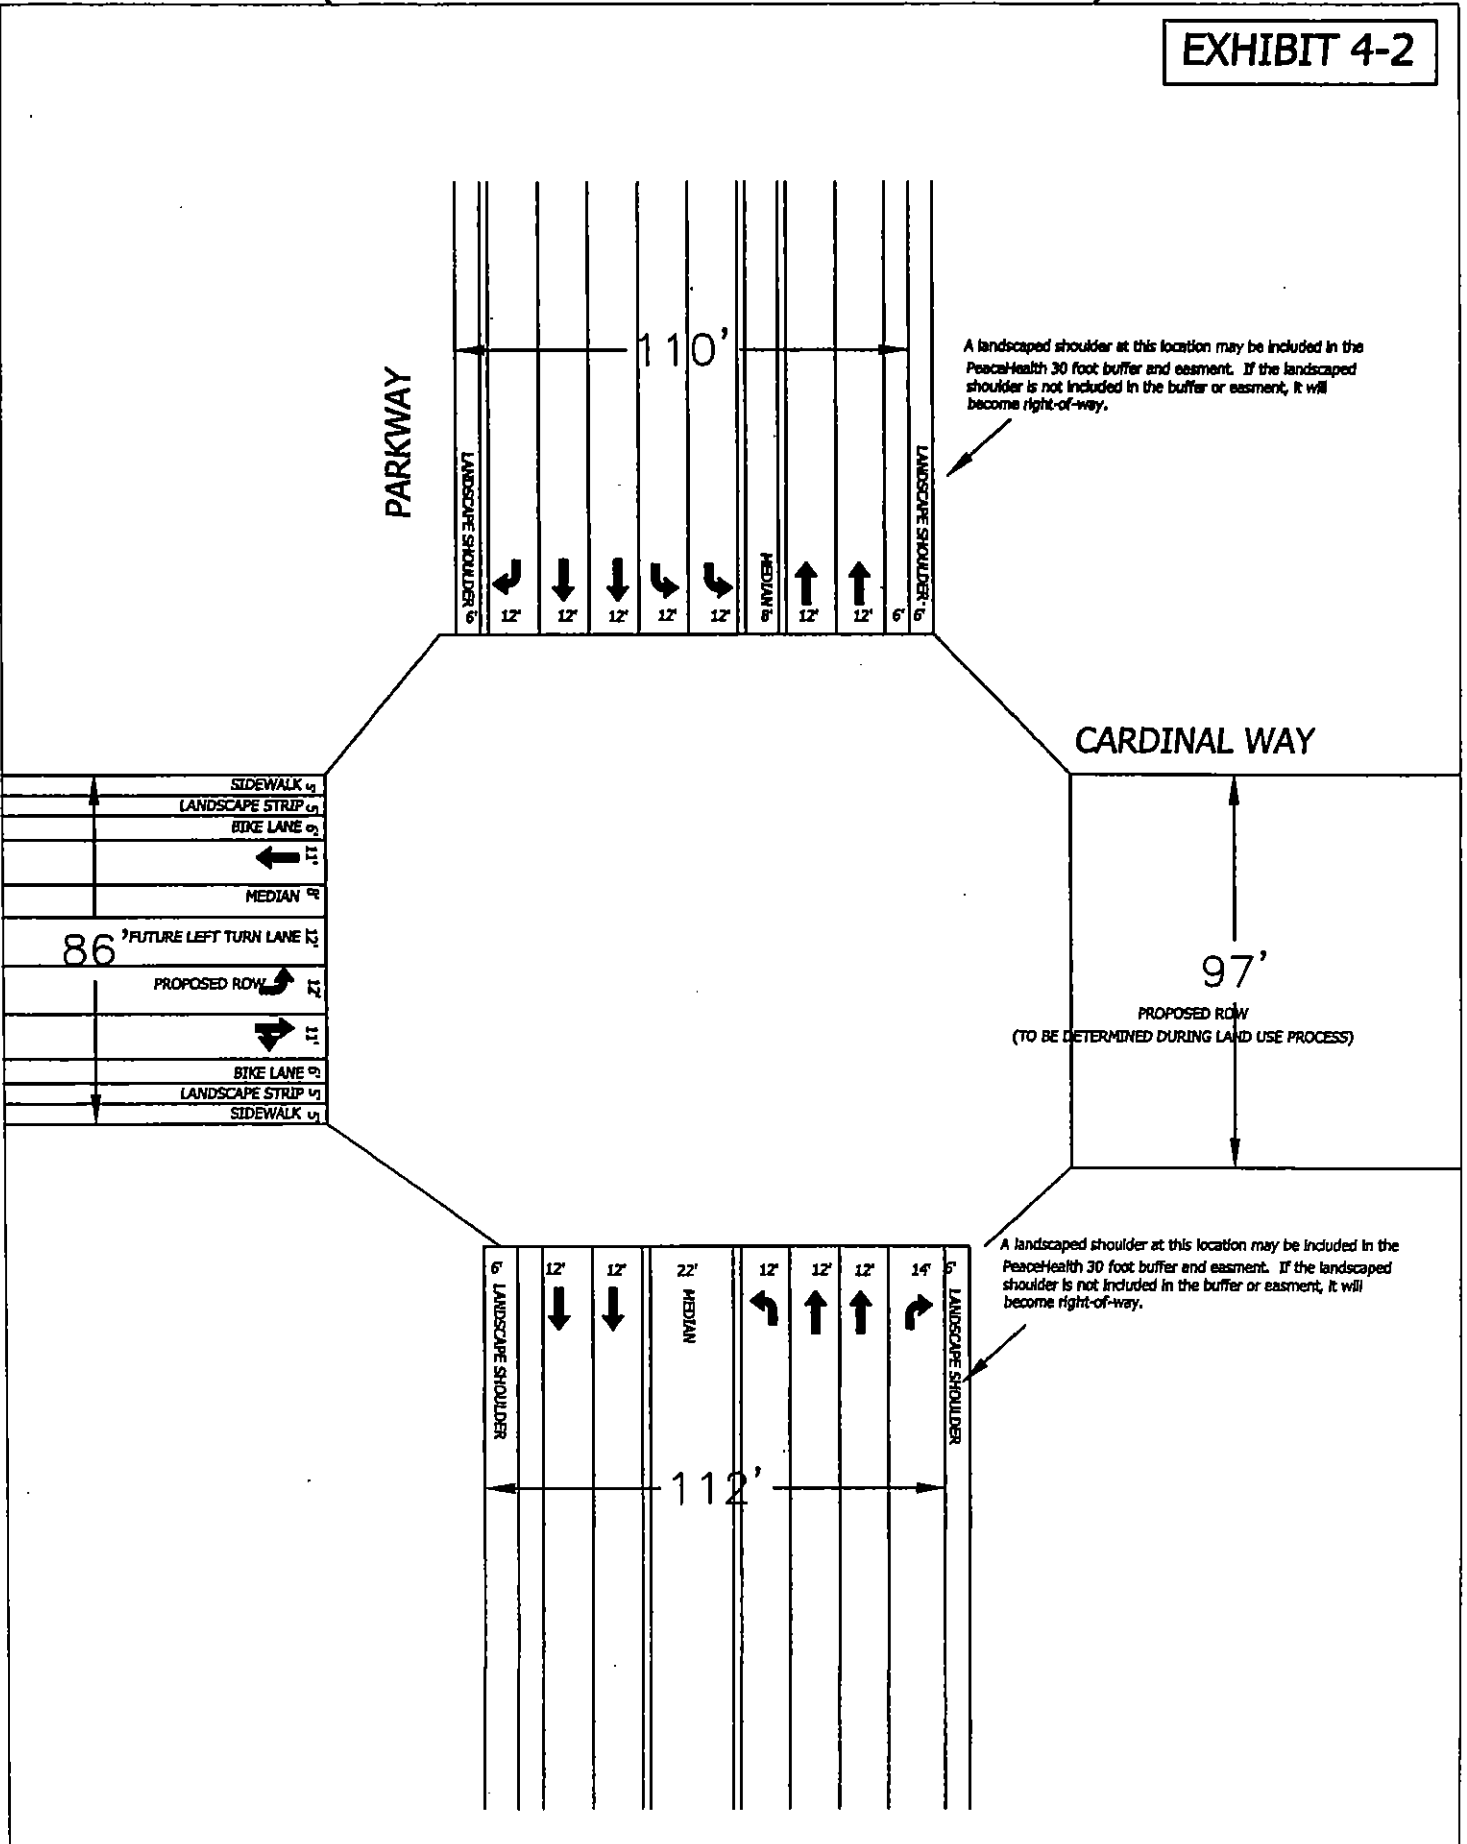 EXHIBIT 4-2
110'
A landscaped shoulder at this location may be included in the
PeaceHealth 30 foot buffer and easment. If the landscaped
shoulder is not included in the buffer or easment, it will
become right-of-way.
PARKWAY
LANDSCAPE SHOULDER 6'
12'
12'
12'
12'
12'
MEDIAN 8'
12'
12'
6'
LANDSCAPE SHOULDER 6'
CARDINAL WAY
SIDEWALK 5'
LANDSCAPE STRIP 5'
BIKE LANE 6'
11'
MEDIAN 8'
86'
FUTURE LEFT TURN LANE 12'
PROPOSED ROW 12'
11'
BIKE LANE 6'
LANDSCAPE STRIP 5'
SIDEWALK 5'
97'
PROPOSED ROW
(TO BE DETERMINED DURING LAND USE PROCESS)
6' LANDSCAPE SHOULDER
12'
12'
22' MEDIAN
12'
12'
12'
14'
6' LANDSCAPE SHOULDER
A landscaped shoulder at this location may be included in the
PeaceHealth 30 foot buffer and easment. If the landscaped
shoulder is not included in the buffer or easment, it will
become right-of-way.
112'